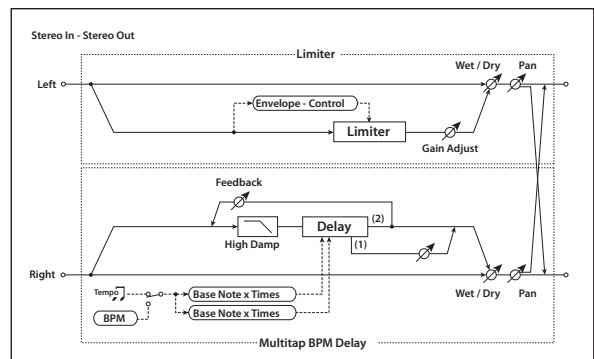 Stereo In - Stereo Out
Limiter
Wet / Dry
Pan
Left
Envelope - Control
Limiter
Gain Adjust
Feedback
Delay
(2)
(1)
High Damp
Right
Tempo
Base Note x Times
BPM
Base Note x Times
Wet / Dry
Pan
Multitap BPM Delay